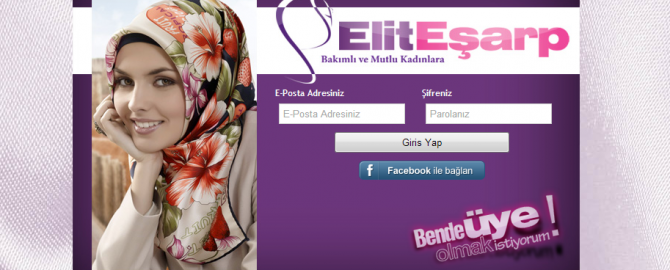 ElitEşarp
Bakımlı ve Mutlu Kadınlara
E-Posta Adresiniz
Şifreniz
E-Posta Adresiniz
Parolanız
Giris Yap
f Facebook ile bağlan
Bende üye !
olmak istiyorum!